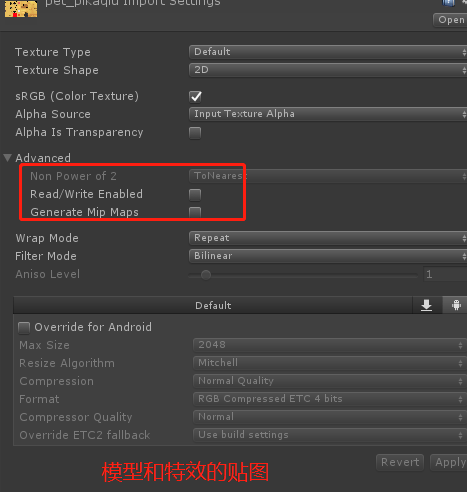 pet_pikaqiu Import Settings
Open
Texture Type Default
Texture Shape 2D
sRGB (Color Texture)
Alpha Source Input Texture Alpha
Alpha Is Transparency
Advanced
Non Power of 2 ToNearest
Read/Write Enabled
Generate Mip Maps
Wrap Mode Repeat
Filter Mode Bilinear
Aniso Level 1
Default
Override for Android
Max Size 2048
Resize Algorithm Mitchell
Compression Normal Quality
Format RGB Compressed ETC 4 bits
Compressor Quality Normal
Override ETC2 fallback Use build settings
Revert Apply
模型和特效的贴图